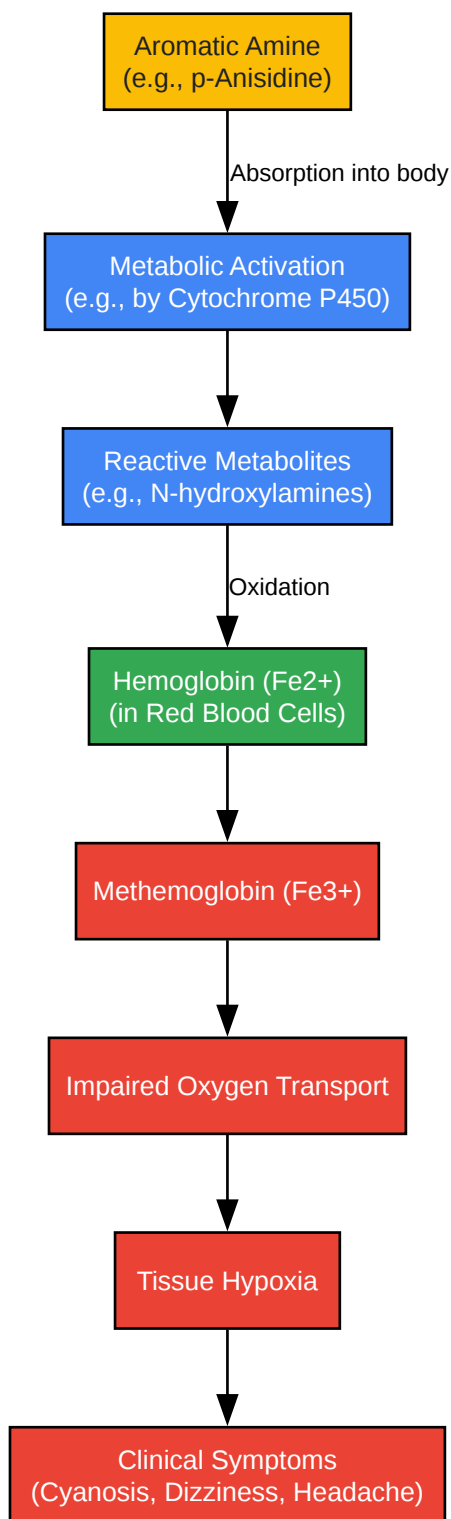 Aromatic Amine
(e.g., p-Anisidine)
Absorption into body
Metabolic Activation
(e.g., by Cytochrome P450)
Reactive Metabolites
(e.g., N-hydroxylamines)
Oxidation
Hemoglobin (Fe2+)
(in Red Blood Cells)
Methemoglobin (Fe3+)
Impaired Oxygen Transport
Tissue Hypoxia
Clinical Symptoms
(Cyanosis, Dizziness, Headache)